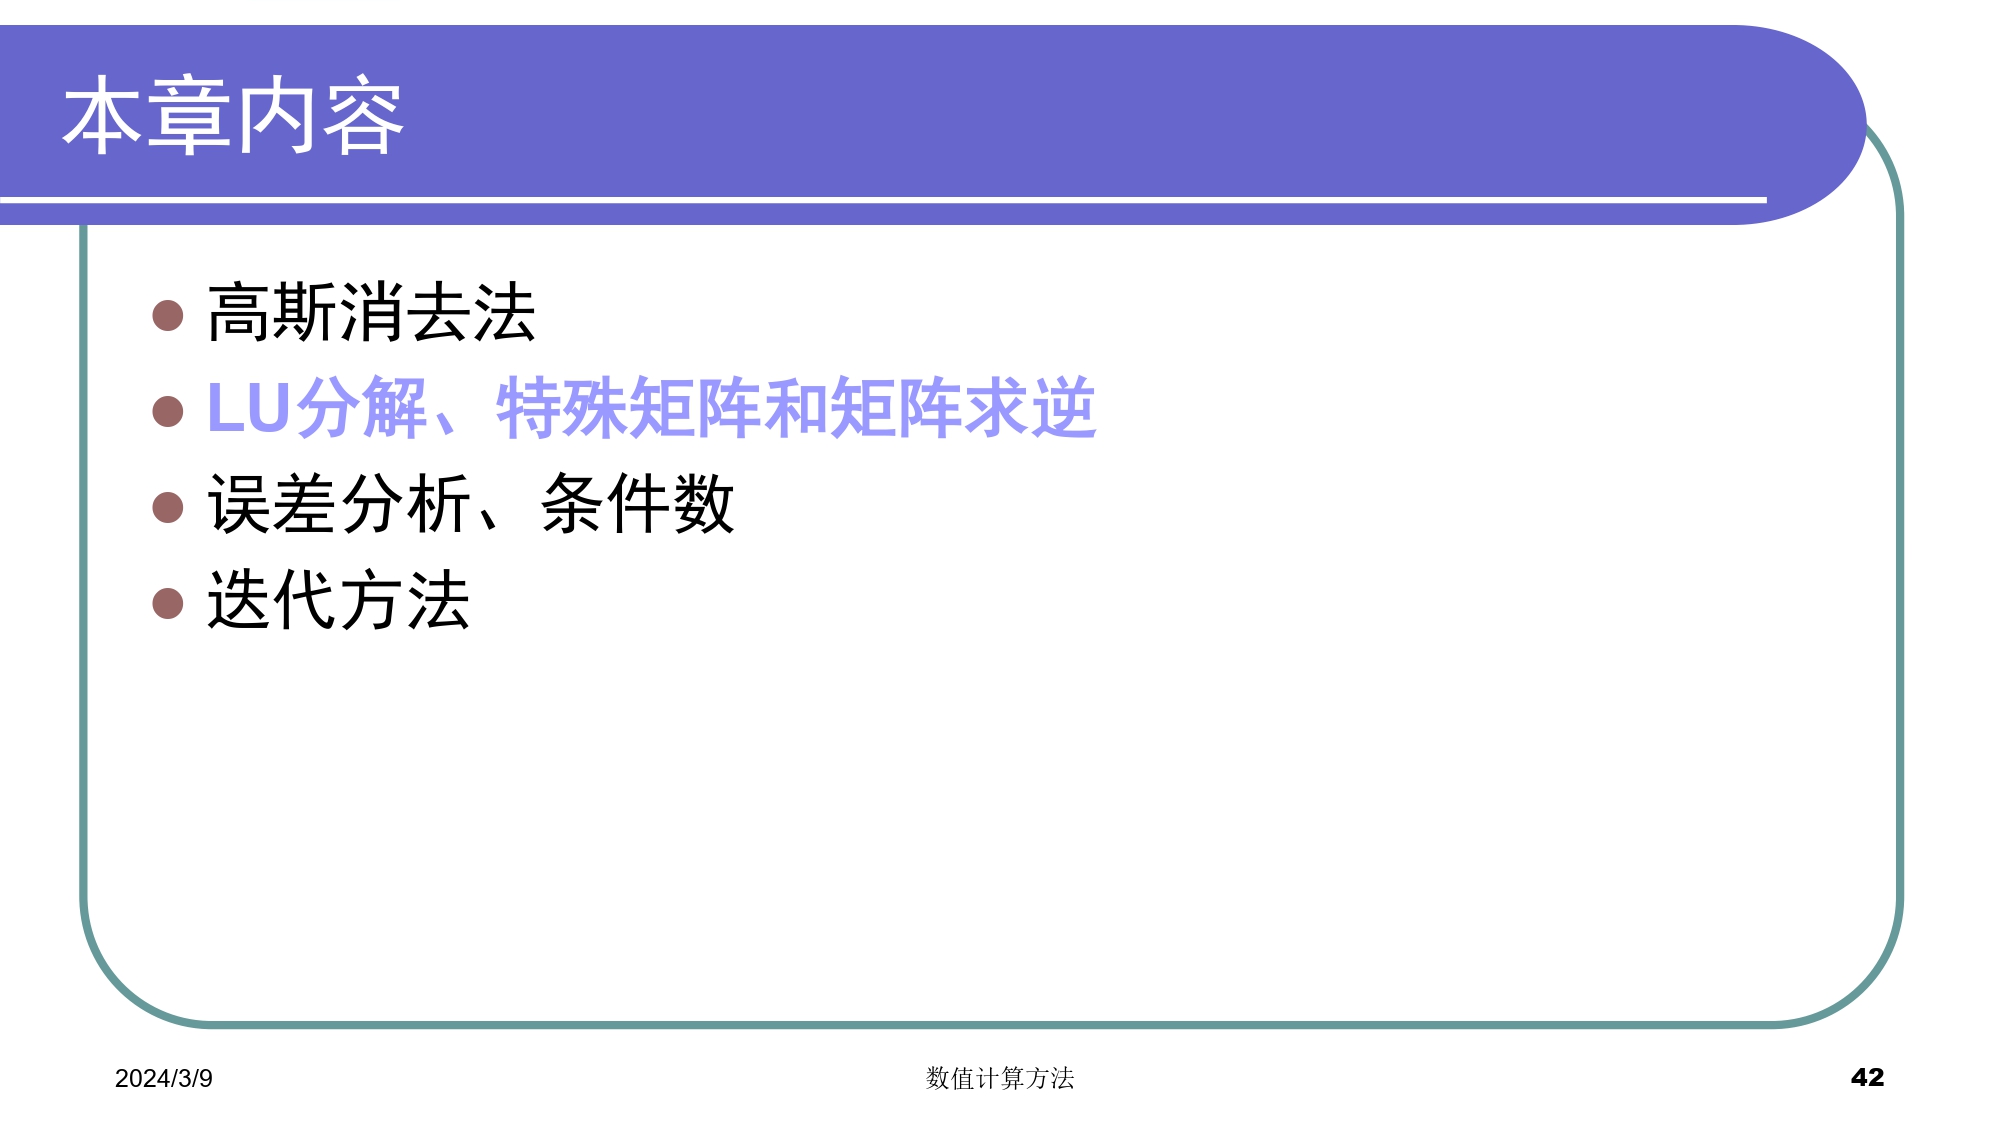 本章内容
高斯消去法
LU分解、特殊矩阵和矩阵求逆
误差分析、条件数
迭代方法
2024/3/9
数值计算方法
42